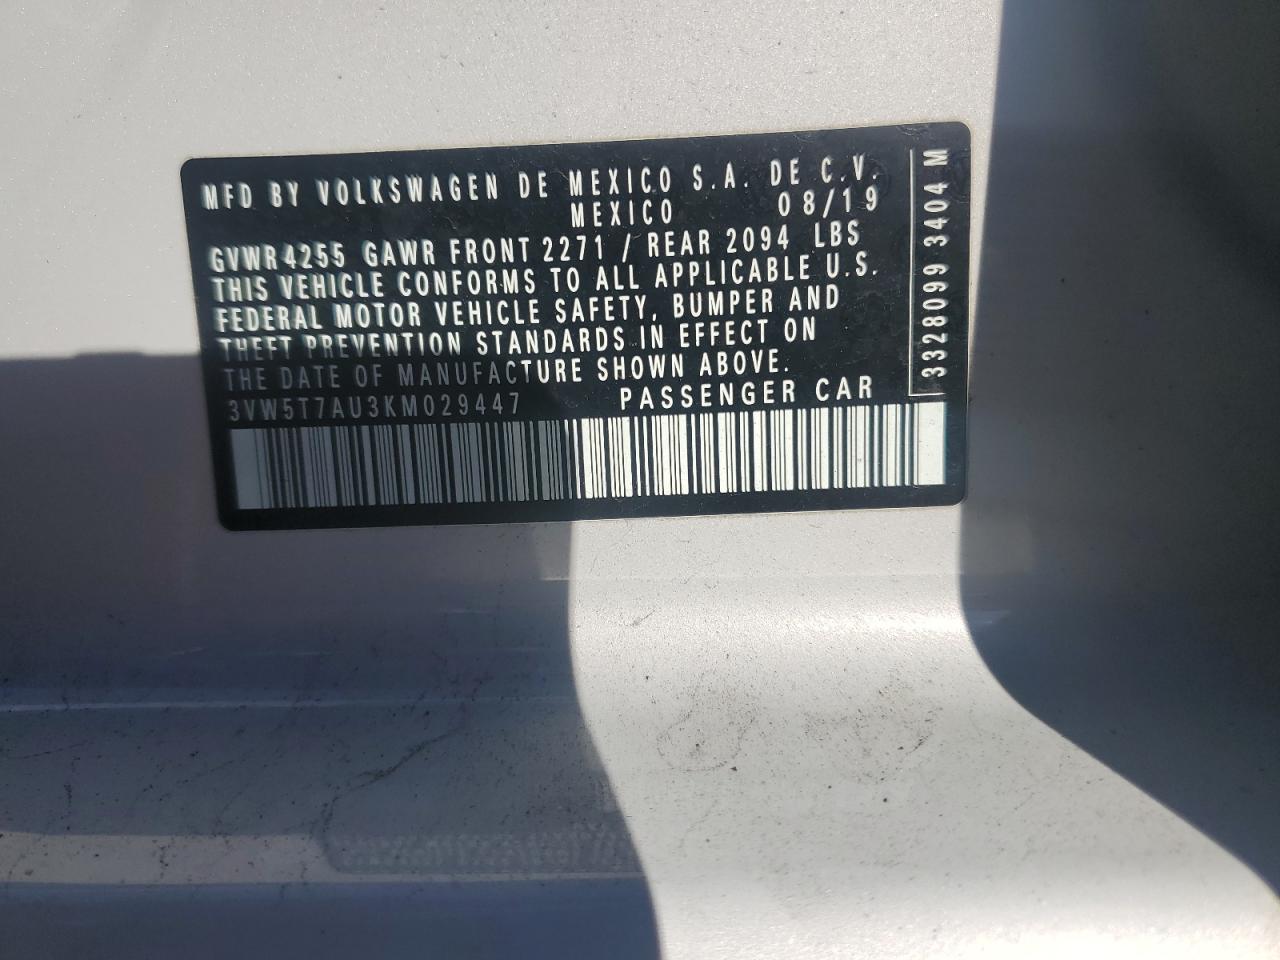 MFD BY VOLKSWAGEN DE MEXICO S.A. DE C.V.
MEXICO 08/19
GVWR 4255 GAWR FRONT 2271 / REAR 2094 LBS
THIS VEHICLE CONFORMS TO ALL APPLICABLE U.S.
FEDERAL MOTOR VEHICLE SAFETY, BUMPER AND
THEFT PREVENTION STANDARDS IN EFFECT ON
THE DATE OF MANUFACTURE SHOWN ABOVE.
3VW5T7AU3KM029447 PASSENGER CAR
3328099 3404 M